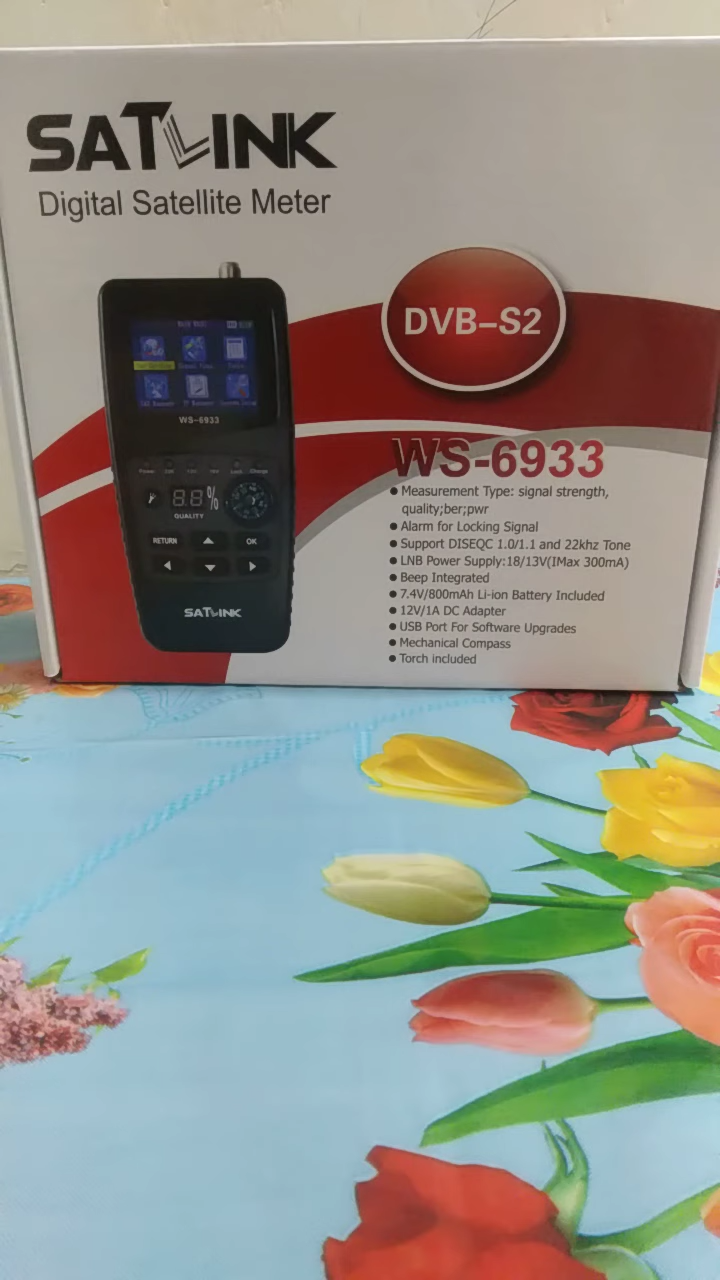 SATLINK
Digital Satellite Meter
DVB-S2
WS-6933
WS-6933
● Measurement Type: signal strength,
quality;ber;pwr
● Alarm for Locking Signal
● Support DISEQC 1.0/1.1 and 22khz Tone
● LNB Power Supply:18/13V(IMax 300mA)
● Beep Integrated
● 7.4V/800mAh Li-ion Battery Included
● 12V/1A DC Adapter
● USB Port For Software Upgrades
● Mechanical Compass
● Torch included
Power Lock Charge
88%
QUALITY
RETURN OK
SATLINK